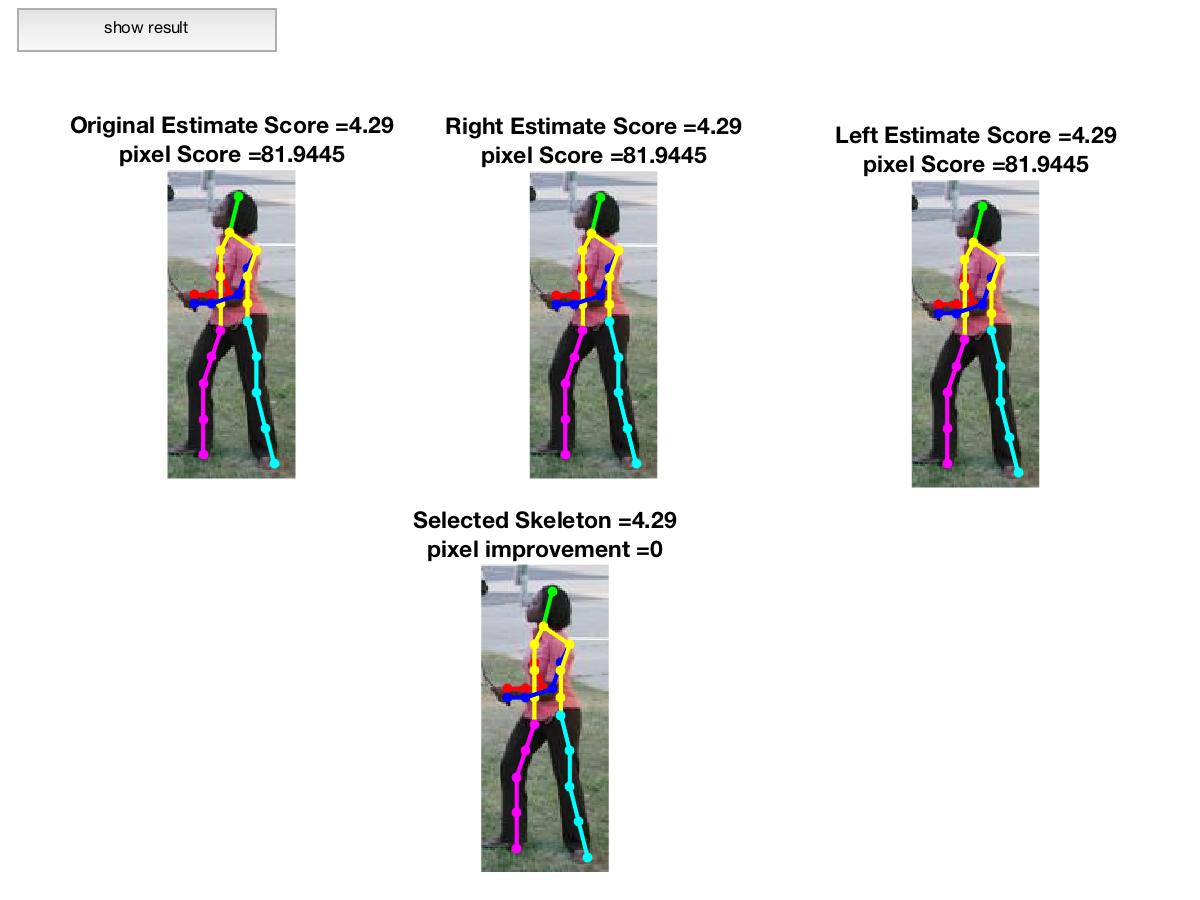 show result
Original Estimate Score =4.29
pixel Score =81.9445
Right Estimate Score =4.29
pixel Score =81.9445
Left Estimate Score =4.29
pixel Score =81.9445
Selected Skeleton =4.29
pixel improvement =0